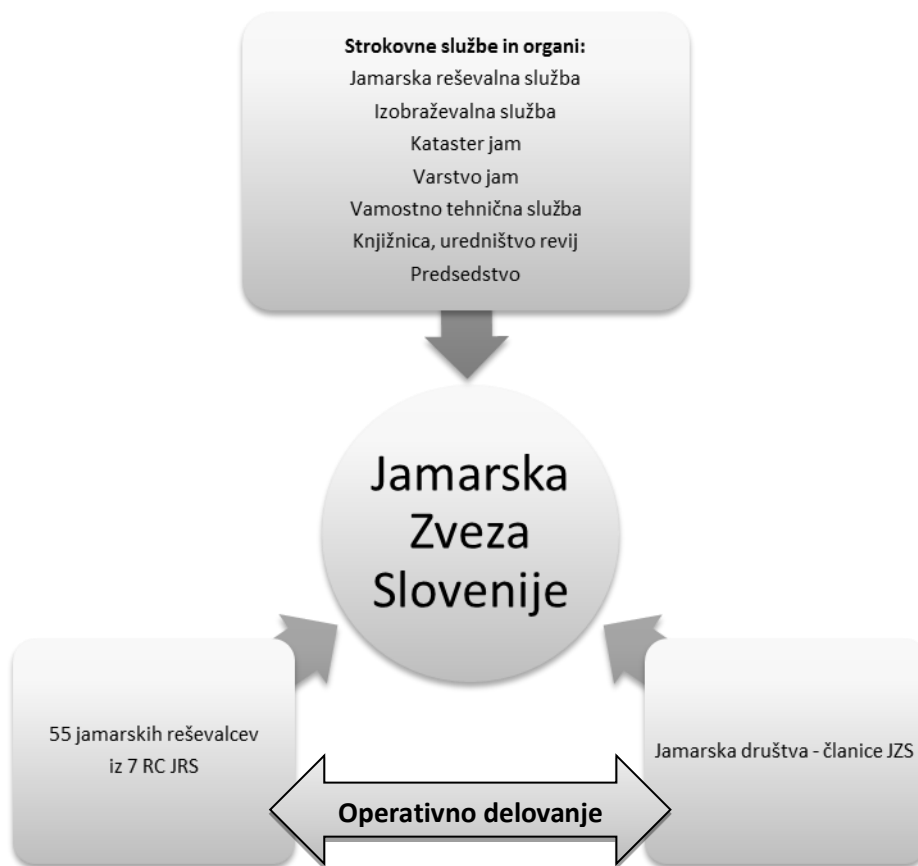 Strokovne službe in organi:
Jamarska reševalna služba
Izobraževalna služba
Kataster jam
Varstvo jam
Vamostno tehnična služba
Knjižnica, uredništvo revij
Predsedstvo
Jamarska
Zveza
Slovenije
55 jamarskih reševalcev
iz 7 RC JRS
Jamarska društva - članice JZS
Operativno delovanje